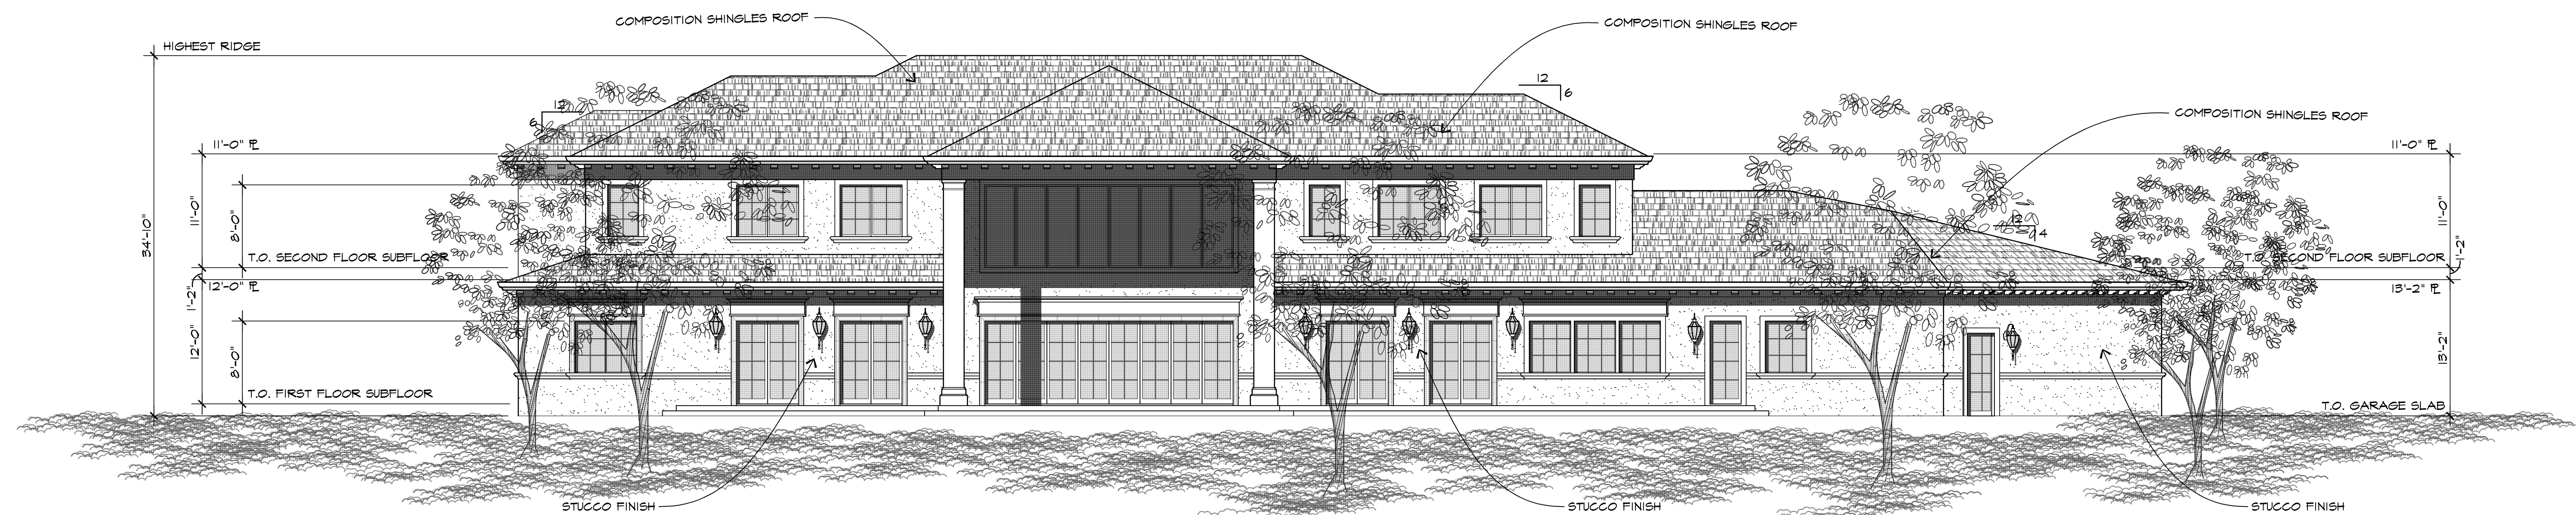 COMPOSITION SHINGLES ROOF
COMPOSITION SHINGLES ROOF
HIGHEST RIDGE
12
6
12
6
COMPOSITION SHINGLES ROOF
11'-0" PL
11'-0" PL
34'-10"
11'-0"
8'-0"
11'-0"
12
4
1'-2"
T.O. SECOND FLOOR SUBFLOOR
T.O. SECOND FLOOR SUBFLOOR
12'-0" PL
13'-2" PL
11'-2"
12'-0"
8'-0"
13'-2"
T.O. FIRST FLOOR SUBFLOOR
T.O. GARAGE SLAB
STUCCO FINISH
STUCCO FINISH
STUCCO FINISH